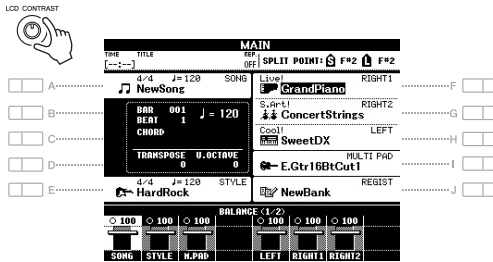 LCD CONTRAST
MAIN
TIME TITLE REP. SPLIT POINT: S F#2 L F#2
[--:--] OFF
4/4 ♩=120 SONG
NewSong
BAR 001 ♩=120
BEAT 1
CHORD
TRANSPOSE U.OCTAVE
0 0
4/4 ♩=120 STYLE
HardRock
Live! RIGHT1
GrandPiano
S.Art! RIGHT2
ConcertStrings
Cool! LEFT
SweetDX
MULTI PAD
E.Gtr16BtCut1
REGIST
NewBank
A
B
C
D
E
F
G
H
I
J
BALANCE (1/2)
100 100 100 100 100 100
SONG STYLE M.PAD LEFT RIGHT1 RIGHT2